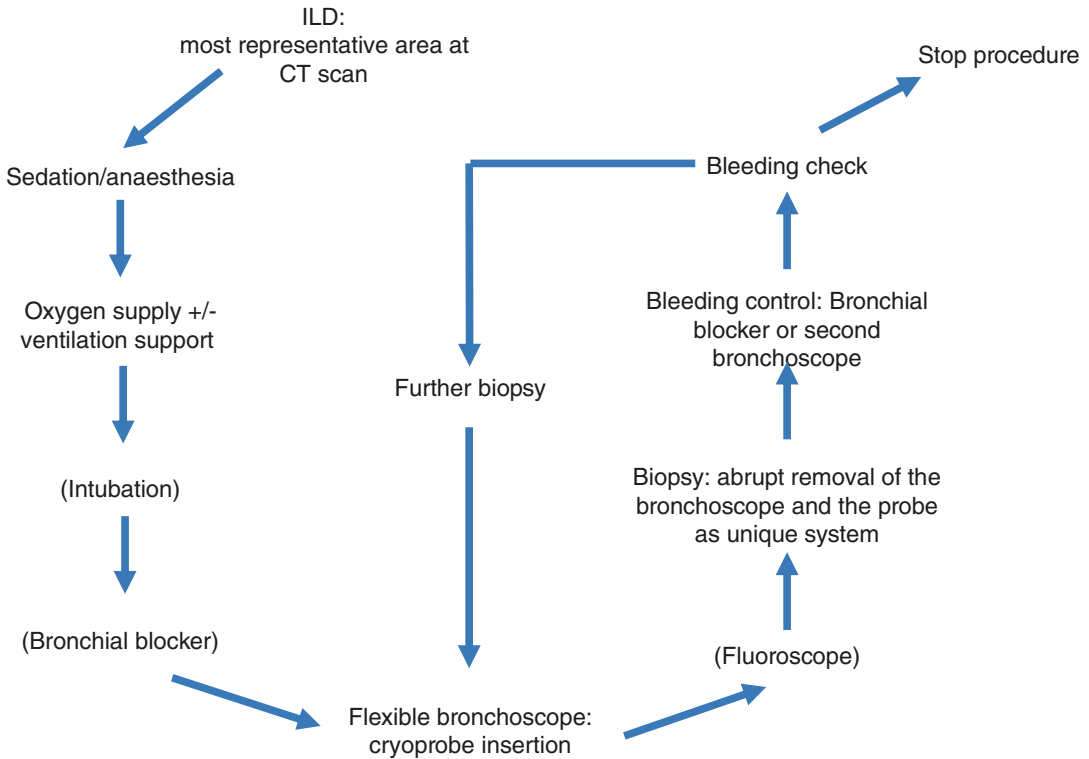 ILD:
most representative area at
CT scan
Sedation/anaesthesia
Oxygen supply +/-
ventilation support
(Intubation)
(Bronchial blocker)
Flexible bronchoscope:
cryoprobe insertion
(Fluoroscope)
Biopsy: abrupt removal of the
bronchoscope and the probe
as unique system
Bleeding control: Bronchial
blocker or second
bronchoscope
Bleeding check
Stop procedure
Further biopsy